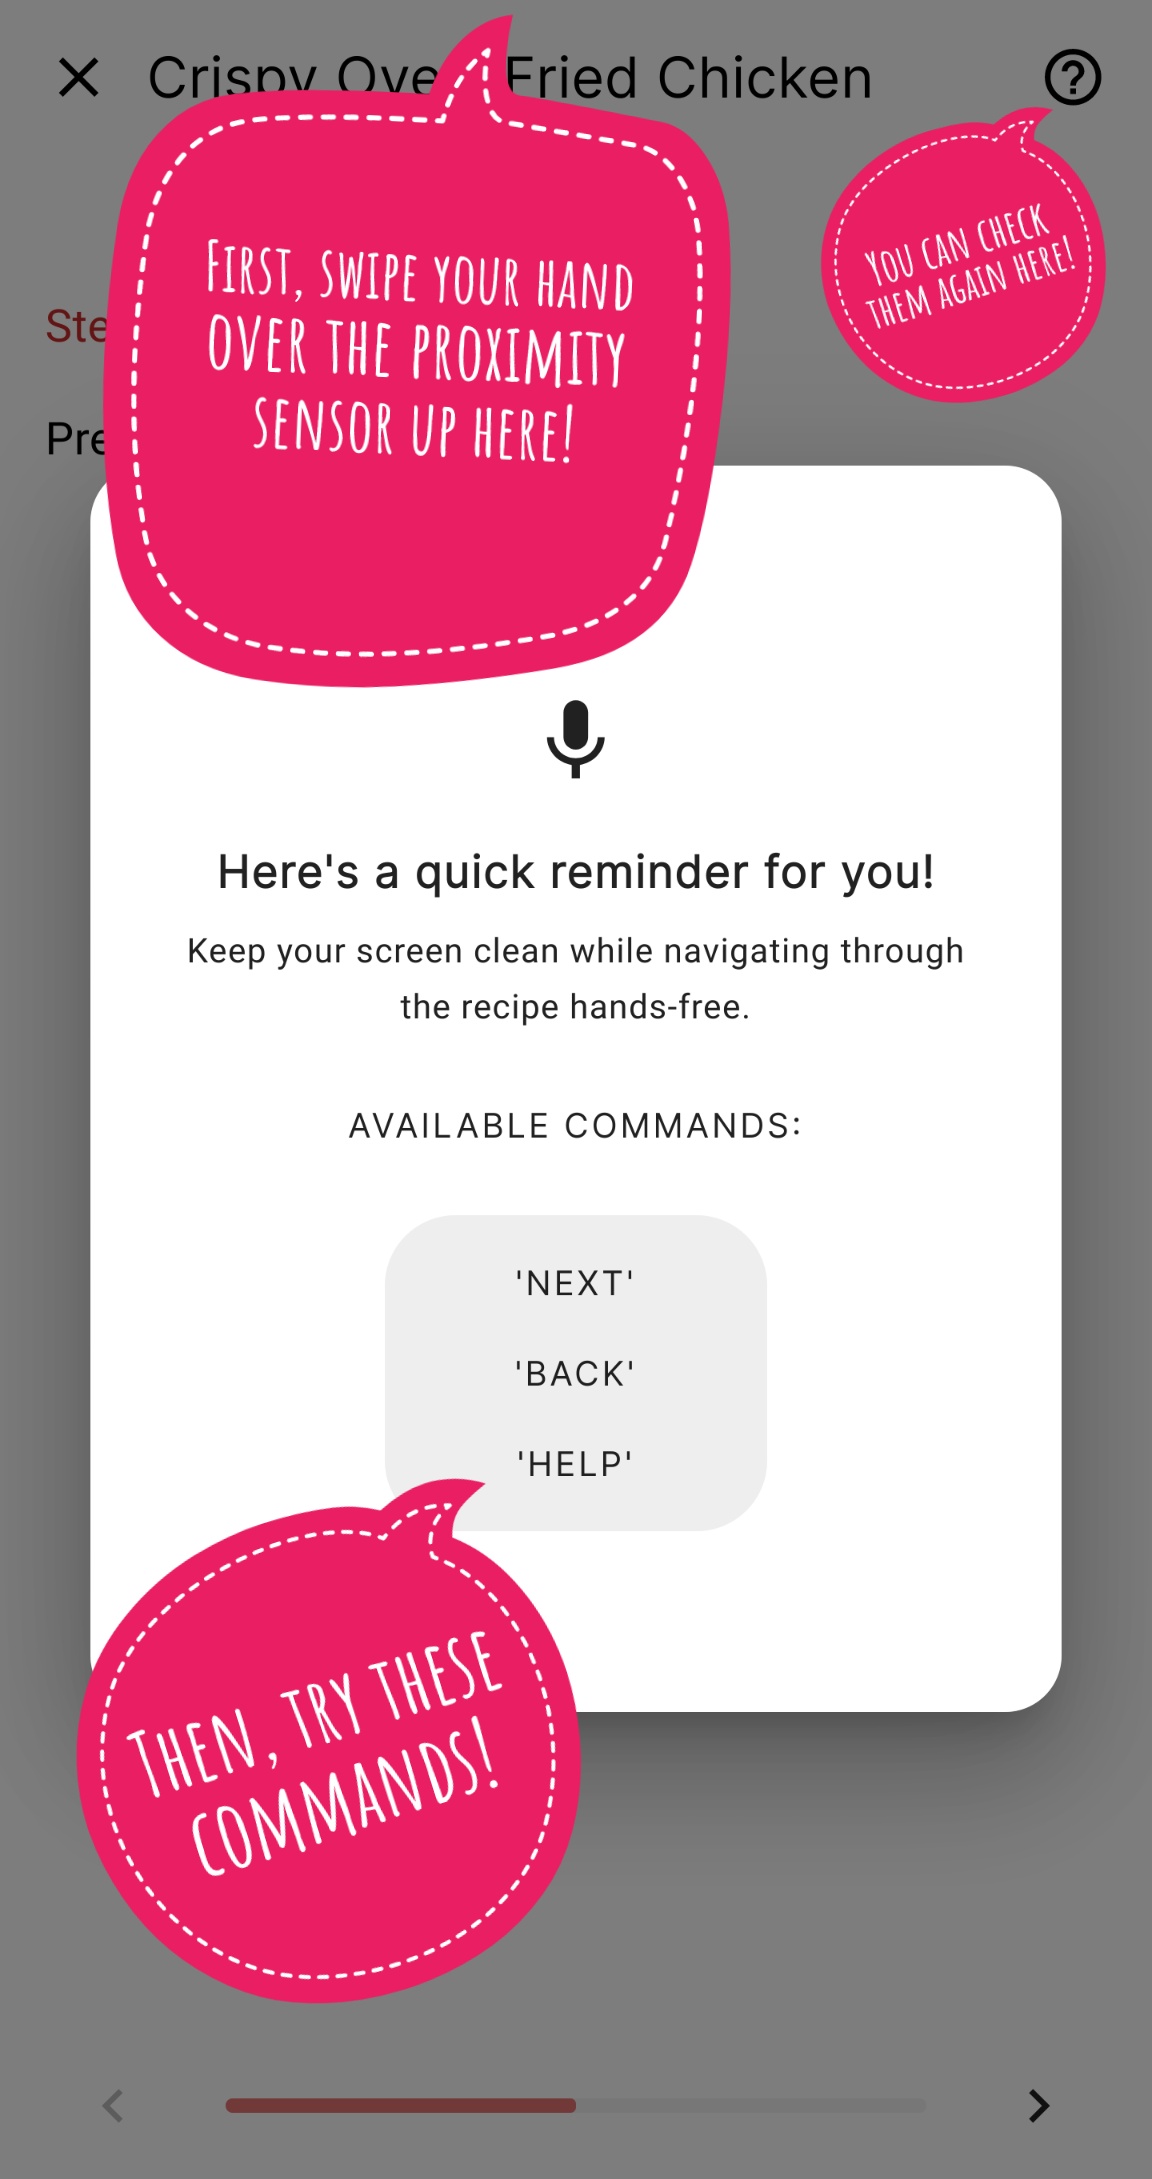 Crispy Ove Fried Chicken
FIRST, SWIPE YOUR HAND
OVER THE PROXIMITY
SENSOR UP HERE!
YOU CAN CHECK
THEM AGAIN HERE!
Ste
Pre
Here's a quick reminder for you!
Keep your screen clean while navigating through
the recipe hands-free.
AVAILABLE COMMANDS:
'NEXT'
'BACK'
'HELP'
THEN, TRY THESE
COMMANDS!